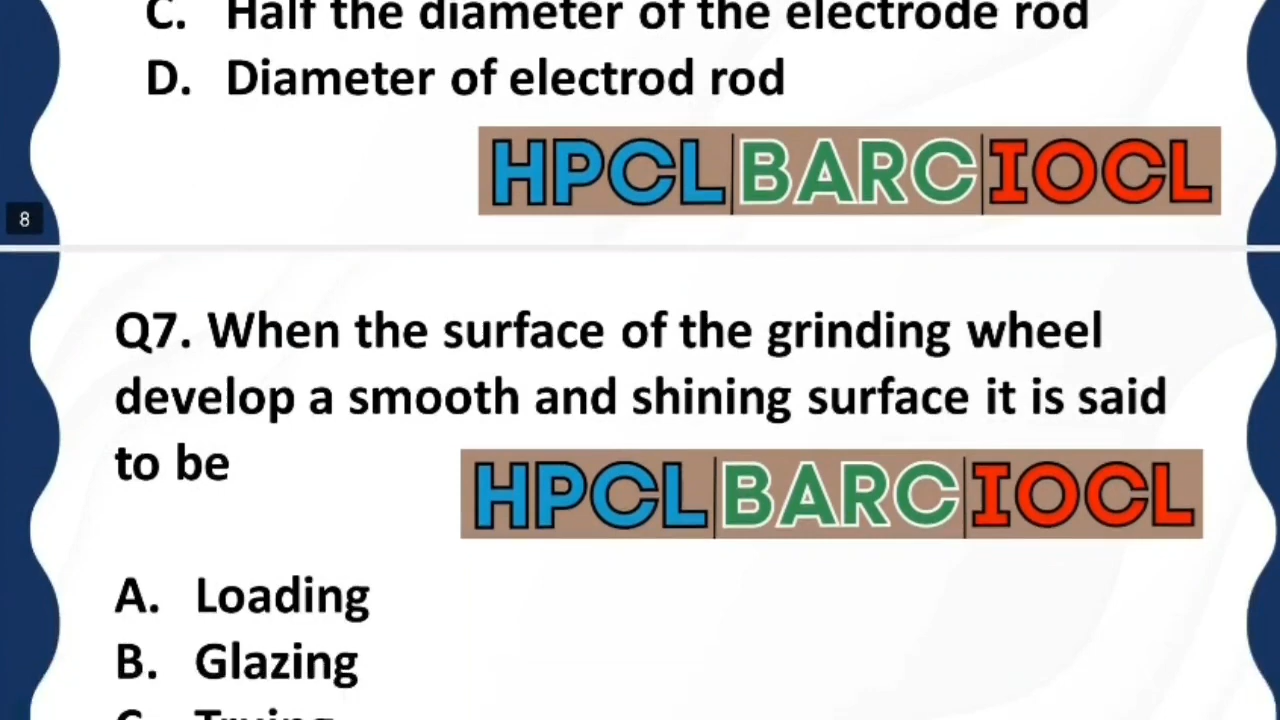 C. Half the diameter of the electrode rod
D. Diameter of electrod rod
HPCL BARC IOCL
8
Q7. When the surface of the grinding wheel
develop a smooth and shining surface it is said
to be
HPCL BARC IOCL
A. Loading
B. Glazing
C. Truing